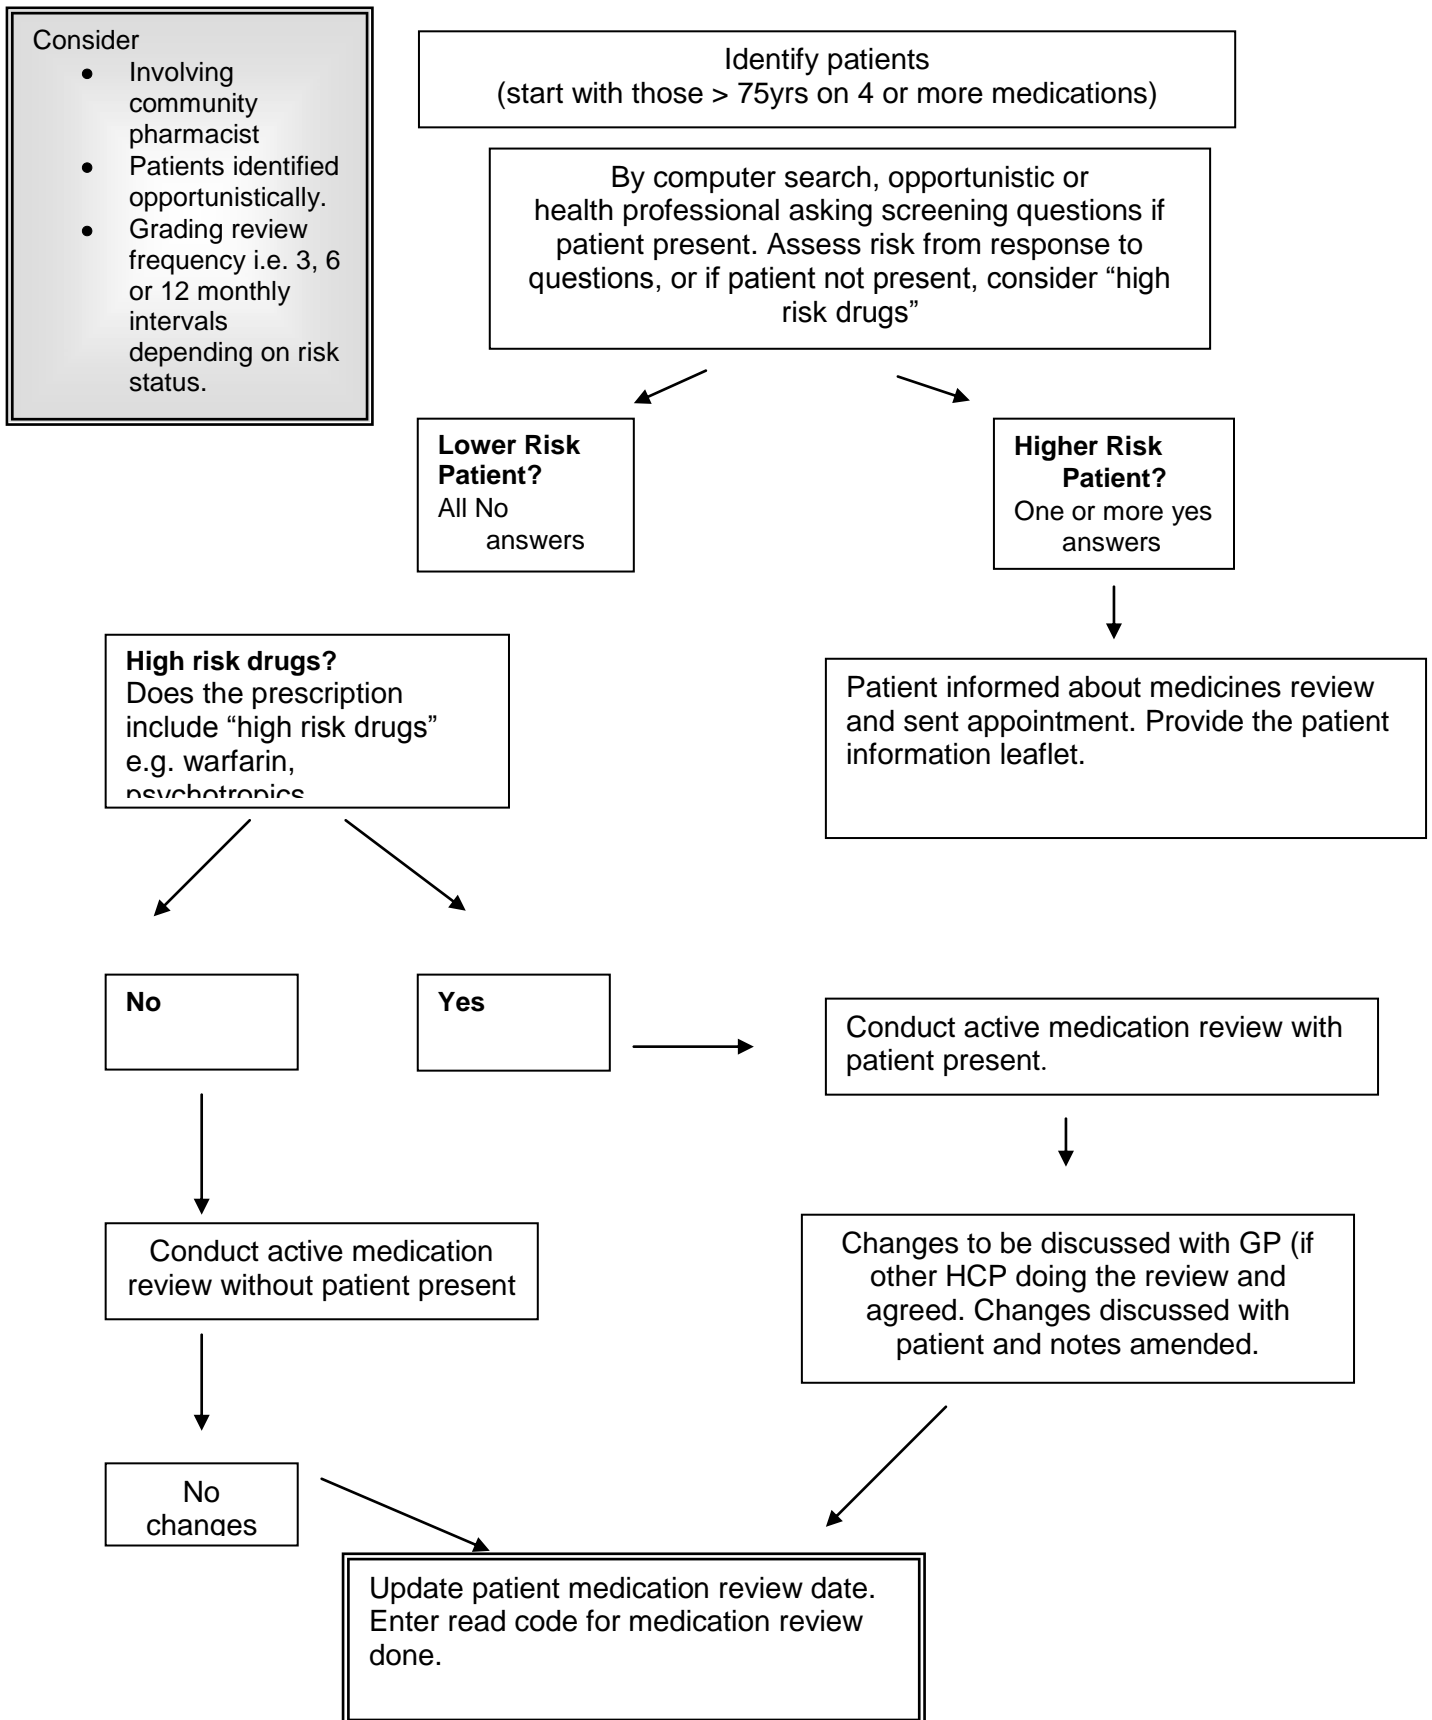 Consider
• Involving
community
pharmacist
• Patients identified
opportunistically.
• Grading review
frequency i.e. 3, 6
or 12 monthly
intervals
depending on risk
status.
Identify patients
(start with those > 75yrs on 4 or more medications)
By computer search, opportunistic or
health professional asking screening questions if
patient present. Assess risk from response to
questions, or if patient not present, consider “high
risk drugs”
Lower Risk
Patient?
All No
answers
Higher Risk
Patient?
One or more yes
answers
High risk drugs?
Does the prescription
include “high risk drugs”
e.g. warfarin,
psychotropics
Patient informed about medicines review
and sent appointment. Provide the patient
information leaflet.
No
Yes
Conduct active medication review with
patient present.
Conduct active medication
review without patient present
Changes to be discussed with GP (if
other HCP doing the review and
agreed. Changes discussed with
patient and notes amended.
No
changes
Update patient medication review date.
Enter read code for medication review
done.